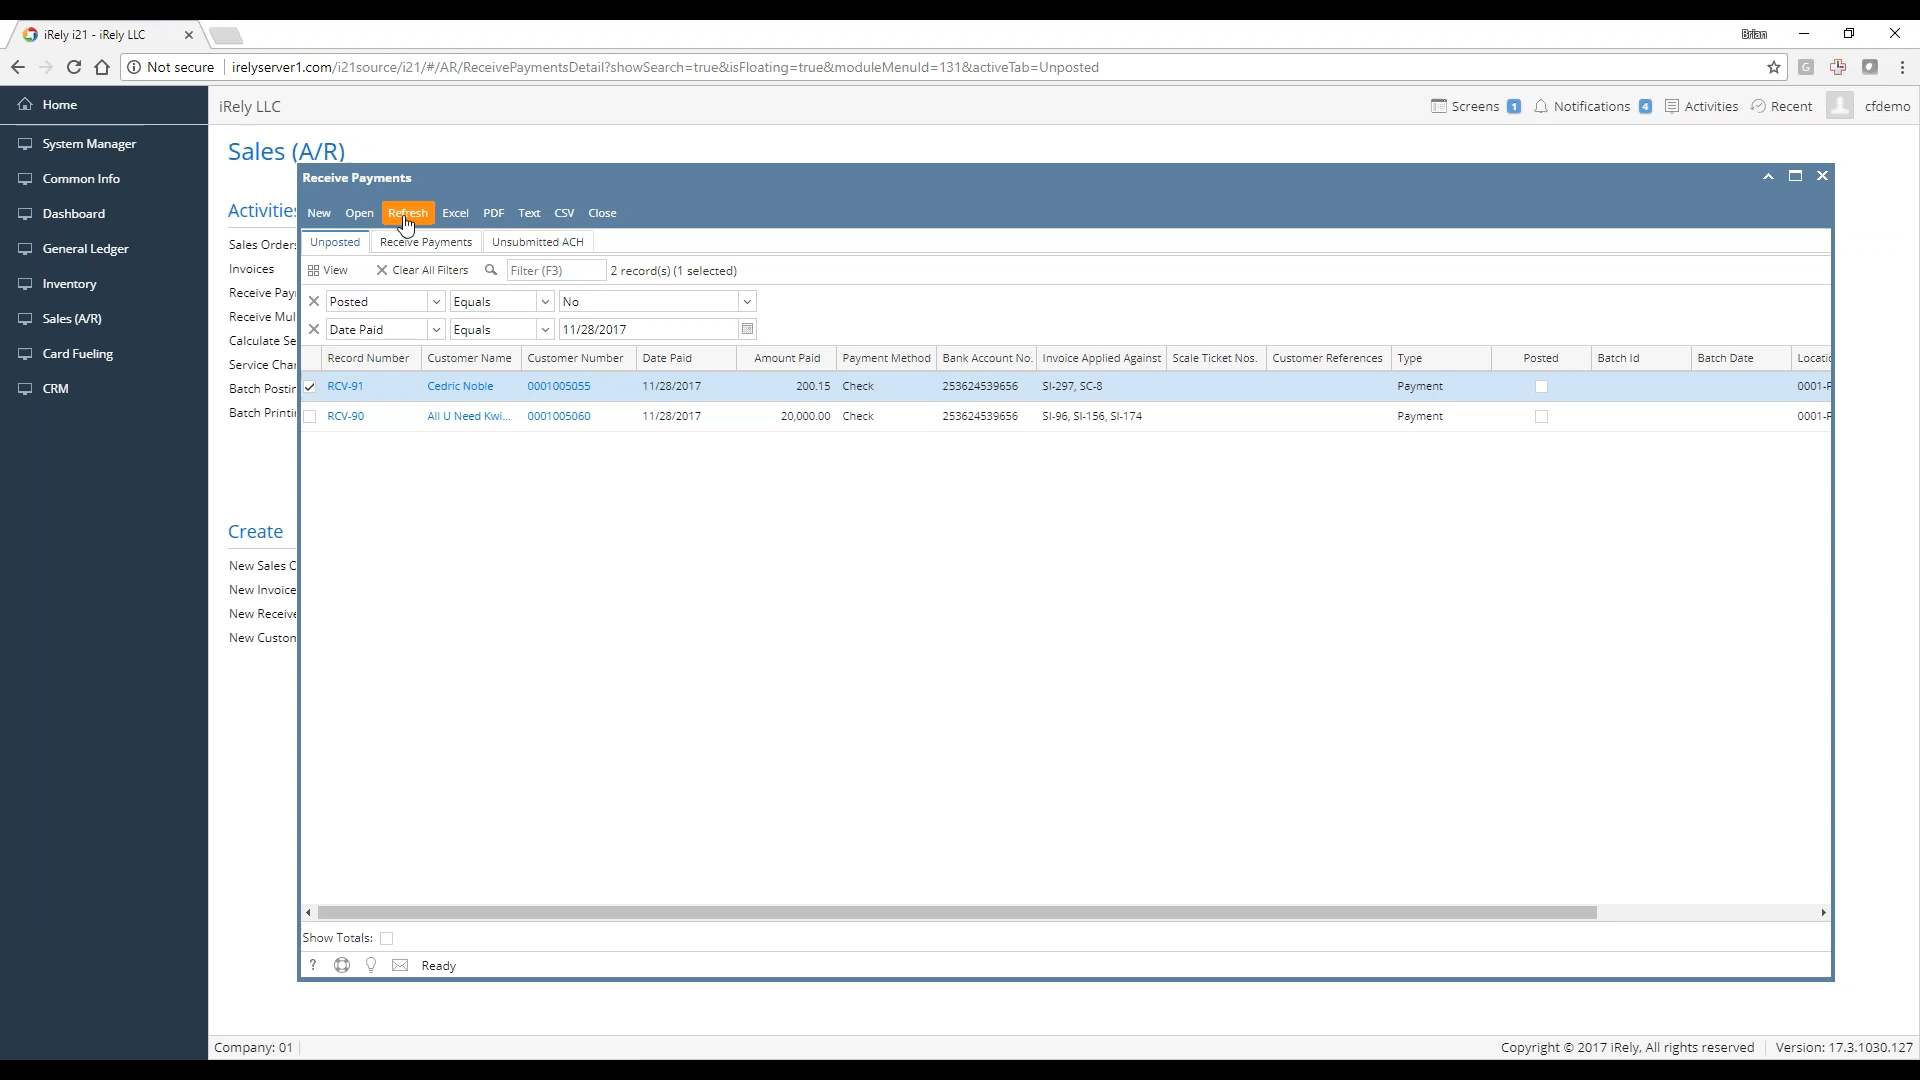 iRely i21 - iRely LLC
Brian
Not secure irelyserver1.com/i21source/i21/#/AR/ReceivePaymentsDetail?showSearch=true&isFloating=true&moduleMenuId=131&activeTab=Unposted
Home
iRely LLC
Screens 1 Notifications 4 Activities Recent cfdemo
System Manager
Common Info
Dashboard
General Ledger
Inventory
Sales (A/R)
Card Fueling
CRM
Sales (A/R)
Activities
Sales Orders
Invoices
Receive Pay
Receive Mul
Calculate Se
Service Cha
Batch Postin
Batch Printi
Create
New Sales O
New Invoice
New Receive
New Custon
Receive Payments
New Open Refresh Excel PDF Text CSV Close
Unposted Receive Payments Unsubmitted ACH
View Clear All Filters Filter (F3) 2 record(s) (1 selected)
Posted Equals No
Date Paid Equals 11/28/2017
Record Number Customer Name Customer Number Date Paid Amount Paid Payment Method Bank Account No. Invoice Applied Against Scale Ticket Nos. Customer References Type Posted Batch Id Batch Date Locatio
RCV-91 Cedric Noble 0001005055 11/28/2017 200.15 Check 253624539656 SI-297, SC-8 Payment 0001-F
RCV-90 All U Need Kwi... 0001005060 11/28/2017 20,000.00 Check 253624539656 SI-96, SI-156, SI-174 Payment 0001-F
Show Totals:
? Ready
Company: 01
Copyright © 2017 iRely, All rights reserved Version: 17.3.1030.127